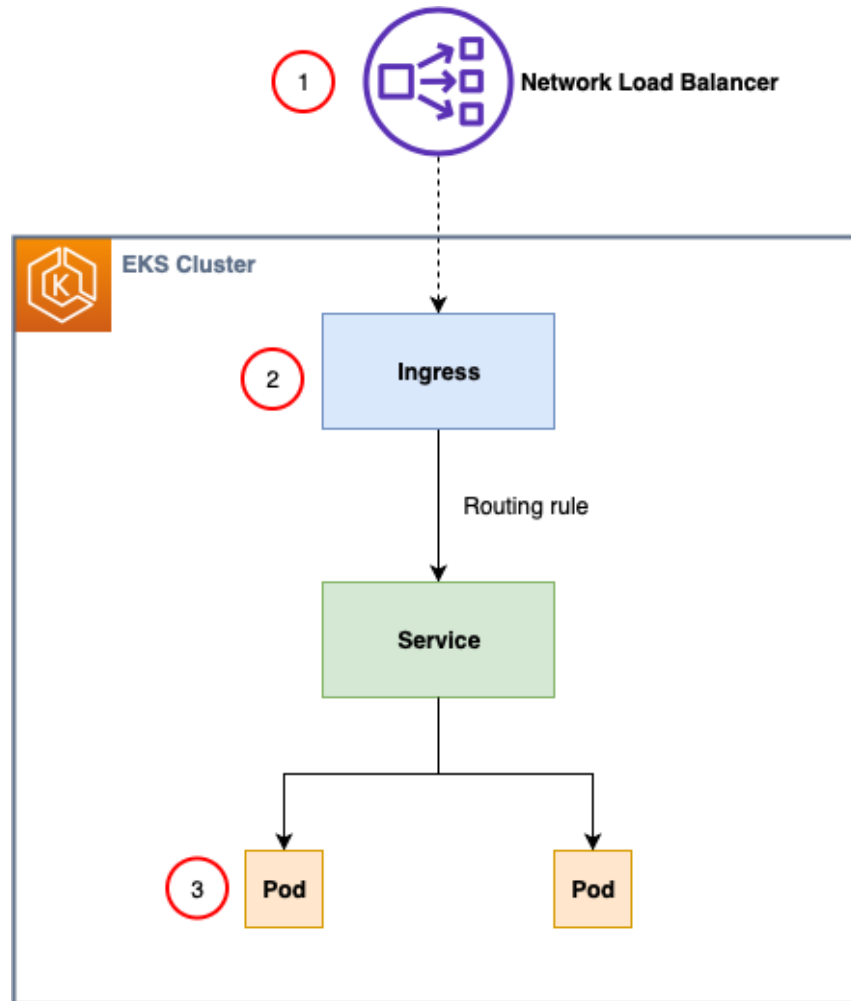 1
Network Load Balancer
K
EKS Cluster
2
Ingress
Routing rule
Service
3
Pod
Pod